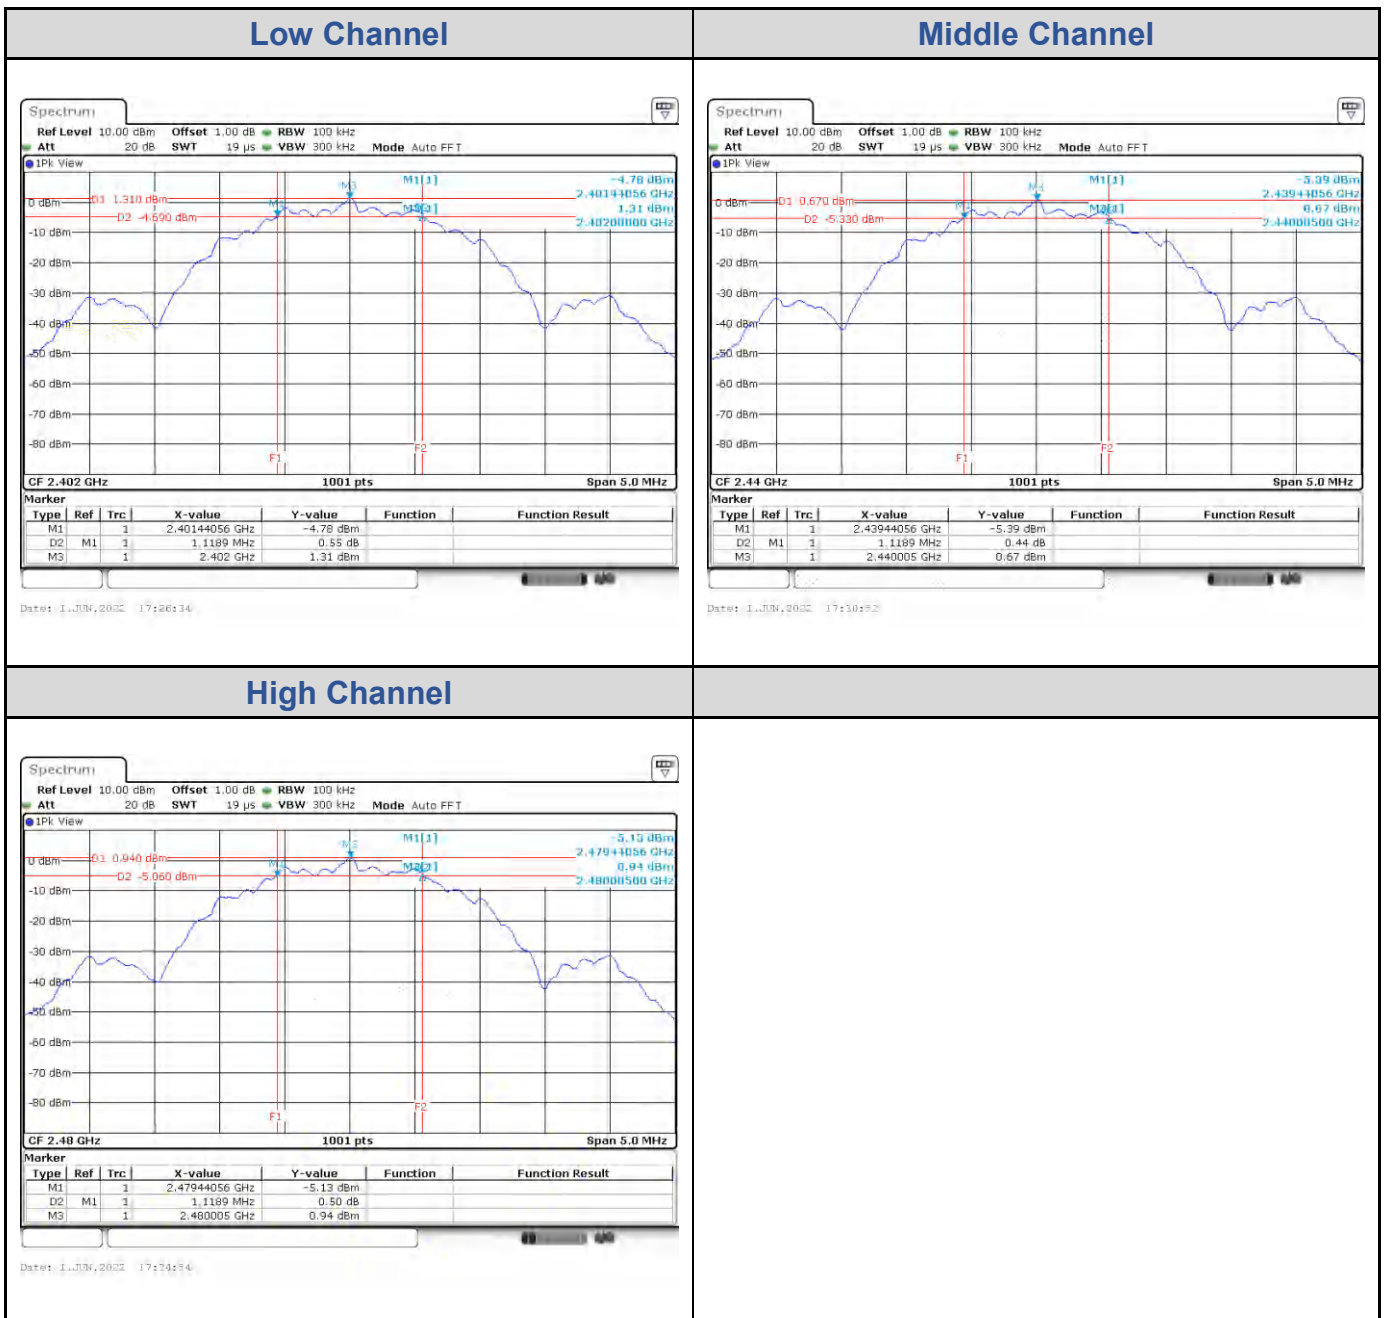 Low Channel
Middle Channel
Spectrum
Ref Level 10.00 dBm Offset 1.00 dB RBW 100 kHz
Att 20 dB SWT 19 µs VBW 300 kHz Mode Auto FFT
1Pk View
M1[1] -4.78 dBm
2.40144056 GHz
1.31 dBm
2.40200000 GHz
M3
D1 1.310 dBm
D2 -4.690 dBm
0 dBm
-10 dBm
-20 dBm
-30 dBm
-40 dBm
-50 dBm
-60 dBm
-70 dBm
-80 dBm
F1
F2
CF 2.402 GHz 1001 pts Span 5.0 MHz
Marker
Type Ref Trc X-value Y-value Function Function Result
M1 1 2.40144056 GHz -4.78 dBm
D2 M1 1 1.1189 MHz 0.55 dB
M3 1 2.402 GHz 1.31 dBm
Date: 1.JUN.2022 17:26:34
Spectrum
Ref Level 10.00 dBm Offset 1.00 dB RBW 100 kHz
Att 20 dB SWT 19 µs VBW 300 kHz Mode Auto FFT
1Pk View
M1[1] -5.39 dBm
2.43944056 GHz
0.67 dBm
2.44000500 GHz
D1 0.670 dBm
D2 -5.330 dBm
0 dBm
-10 dBm
-20 dBm
-30 dBm
-40 dBm
-50 dBm
-60 dBm
-70 dBm
-80 dBm
F1
F2
CF 2.44 GHz 1001 pts Span 5.0 MHz
Marker
Type Ref Trc X-value Y-value Function Function Result
M1 1 2.43944056 GHz -5.39 dBm
D2 M1 1 1.1189 MHz 0.44 dB
M3 1 2.440005 GHz 0.67 dBm
Date: 1.JUN.2022
High Channel
Spectrum
Ref Level 10.00 dBm Offset 1.00 dB RBW 100 kHz
Att 20 dB SWT 19 µs VBW 300 kHz Mode Auto FFT
1Pk View
M1[1] -5.13 dBm
2.47944056 GHz
0.94 dBm
2.48000500 GHz
M3
D1 0.940 dBm
D2 -5.060 dBm
0 dBm
-10 dBm
-20 dBm
-30 dBm
-40 dBm
-50 dBm
-60 dBm
-70 dBm
-80 dBm
F1
F2
CF 2.48 GHz 1001 pts Span 5.0 MHz
Marker
Type Ref Trc X-value Y-value Function Function Result
M1 1 2.47944056 GHz -5.13 dBm
D2 M1 1 1.1189 MHz 0.50 dB
M3 1 2.480005 GHz 0.94 dBm
Date: 1.JUN.2022